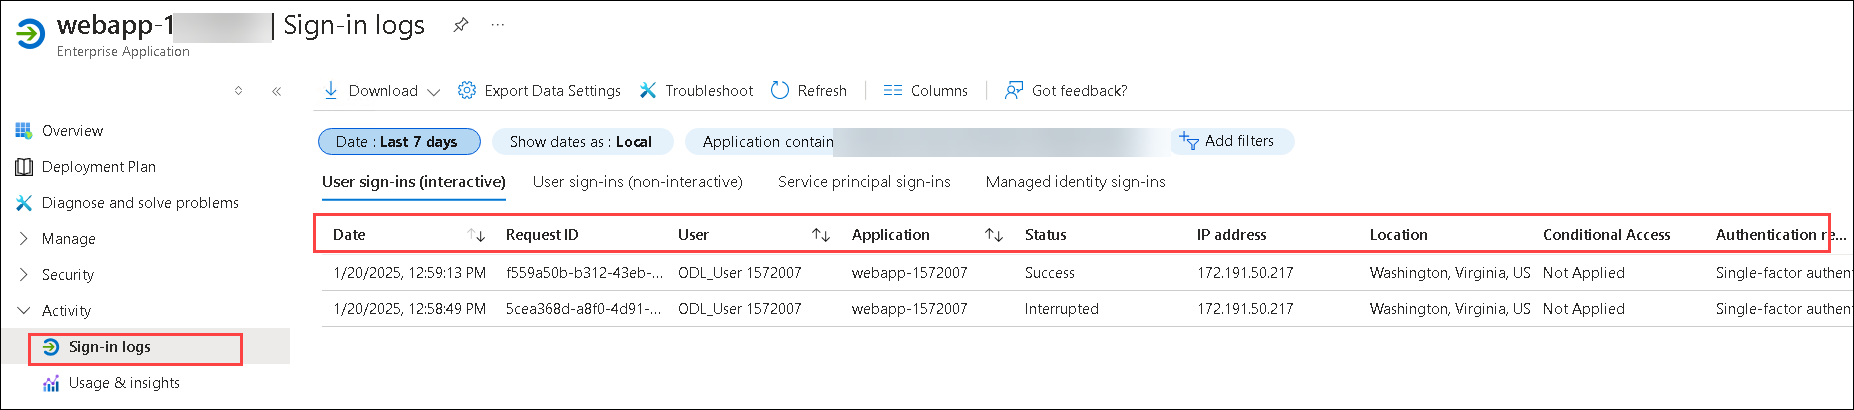 webapp-1 | Sign-in logs ...
Enterprise Application
Download Export Data Settings Troubleshoot Refresh Columns Got feedback?
Overview
Deployment Plan
Diagnose and solve problems
Manage
Security
Activity
Sign-in logs
Usage & insights
Date : Last 7 days Show dates as : Local Application contain Add filters
User sign-ins (interactive) User sign-ins (non-interactive) Service principal sign-ins Managed identity sign-ins
Date Request ID User Application Status IP address Location Conditional Access Authentication re...
1/20/2025, 12:59:13 PM f559a50b-b312-43eb-... ODL_User 1572007 webapp-1572007 Success 172.191.50.217 Washington, Virginia, US Not Applied Single-factor authen
1/20/2025, 12:58:49 PM 5cea368d-a8f0-4d91-... ODL_User 1572007 webapp-1572007 Interrupted 172.191.50.217 Washington, Virginia, US Not Applied Single-factor authen